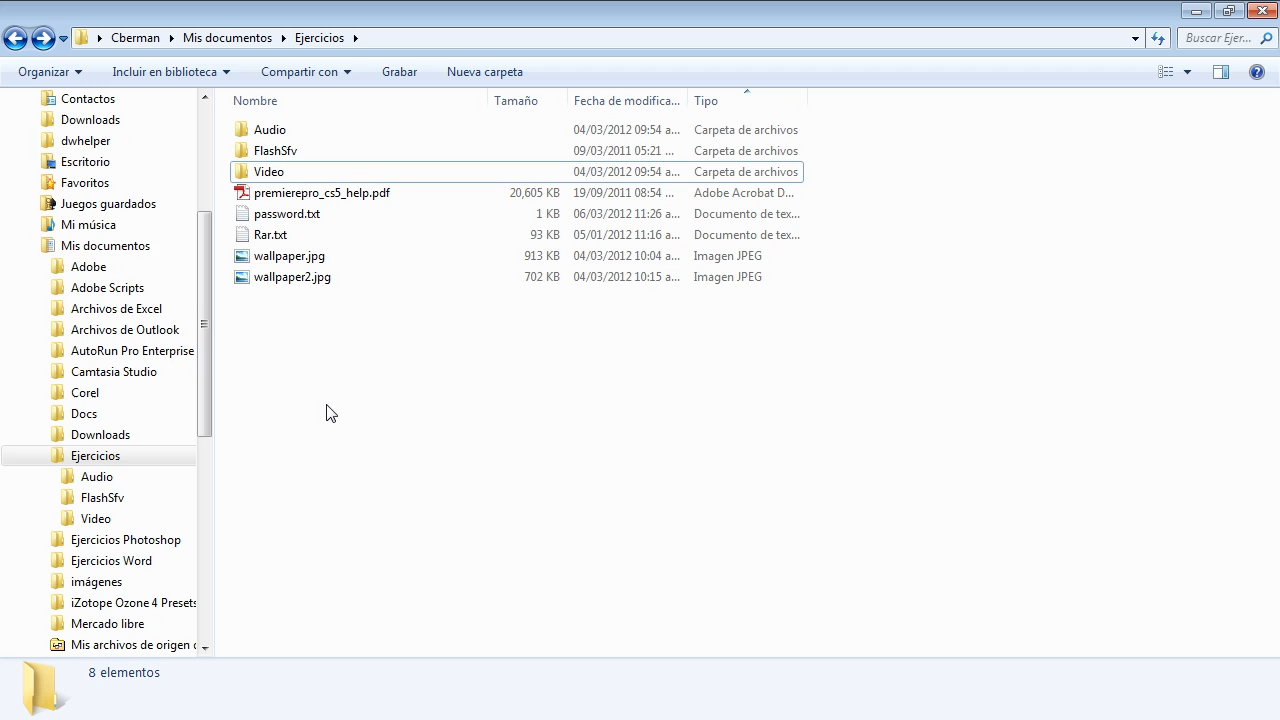 Cberman Mis documentos Ejercicios
Buscar Ejer...
Organizar Incluir en biblioteca Compartir con Grabar Nueva carpeta
Contactos
Downloads
dwhelper
Escritorio
Favoritos
Juegos guardados
Mi música
Mis documentos
Adobe
Adobe Scripts
Archivos de Excel
Archivos de Outlook
AutoRun Pro Enterprise
Camtasia Studio
Corel
Docs
Downloads
Ejercicios
Audio
FlashSfv
Video
Ejercicios Photoshop
Ejercicios Word
imágenes
iZotope Ozone 4 Presets
Mercado libre
Mis archivos de origen
Nombre Tamaño Fecha de modifica... Tipo
Audio 04/03/2012 09:54 a... Carpeta de archivos
FlashSfv 09/03/2011 05:21 ... Carpeta de archivos
Video 04/03/2012 09:54 a... Carpeta de archivos
premierepro_cs5_help.pdf 20,605 KB 19/09/2011 08:54 ... Adobe Acrobat D...
password.txt 1 KB 06/03/2012 11:26 a... Documento de tex...
Rar.txt 93 KB 05/01/2012 11:16 a... Documento de tex...
wallpaper.jpg 913 KB 04/03/2012 10:04 a... Imagen JPEG
wallpaper2.jpg 702 KB 04/03/2012 10:15 a... Imagen JPEG
8 elementos